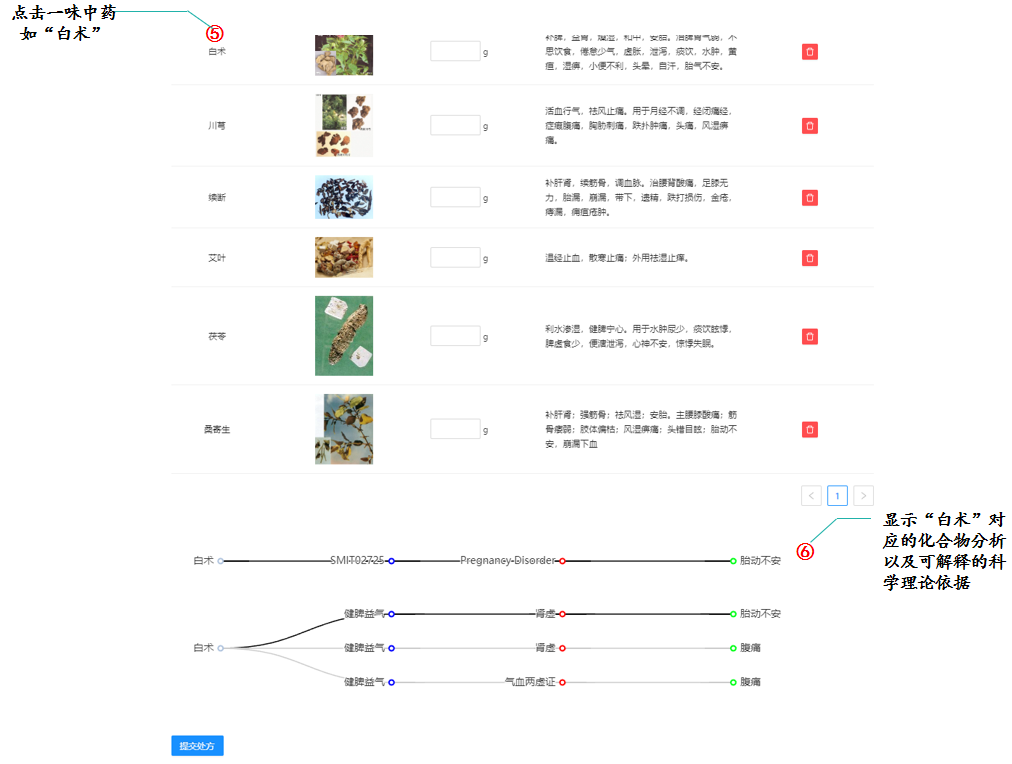 点击一味中药
如“白术”
⑤
白术
g
补脾，益胃，燥湿，和中，安胎。治脾胃气弱，不
思饮食，倦怠少气，虚胀，泄泻，痰饮，水肿，黄
疸，湿痹，小便不利，头晕，自汗，胎气不安。
川芎
g
活血行气，祛风止痛。用于月经不调，经闭痛经，
症瘕腹痛，胸胁刺痛，跌扑肿痛，头痛，风湿痹
痛。
续断
g
补肝肾，续筋骨，调血脉。治腰背酸痛，足膝无
力，胎漏，崩漏，带下，遗精，跌打损伤，金疮，
痔漏，痈疽疮肿。
艾叶
g
温经止血，散寒止痛；外用祛湿止痒。
茯苓
g
利水渗湿，健脾宁心。用于水肿尿少，痰饮眩悸，
脾虚食少，便溏泄泻，心神不安，惊悸失眠。
桑寄生
g
补肝肾；强筋骨；祛风湿；安胎。主腰膝酸痛；筋
骨痿弱；肢体偏枯；风湿痹痛；头错目眩；胎动不
安，崩漏下血
< 1 >
⑥
显示“白术”对
应的化合物分析
以及可解释的科
学理论依据
白术 SMIT02725 Pregnancy Disorder 胎动不安
健脾益气 肾虚 胎动不安
白术 健脾益气 肾虚 腹痛
健脾益气 气血两虚证 腹痛
提交处方